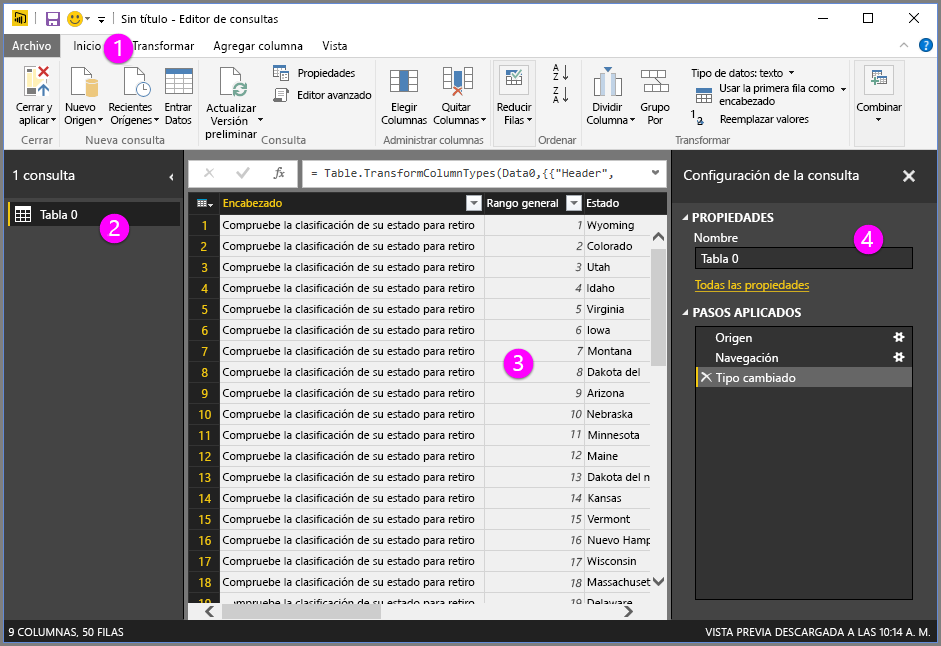 Sin título - Editor de consultas
Archivo Inicio 1 Transformar Agregar columna Vista ?
Cerrar y aplicar
Nuevo Origen
Recientes Orígenes
Entrar Datos
Actualizar Versión preliminar
Propiedades
Editor avanzado
Elegir Columnas
Quitar Columnas
Reducir Filas
A Z
Z A
Dividir Columna
Grupo Por
Tipo de datos: texto
Usar la primera fila como encabezado
1 2 Reemplazar valores
Combinar
Cerrar Nueva consulta Consulta Administrar columnas Ordenar Transformar
1 consulta
Tabla 0
2
fx = Table.TransformColumnTypes(Data0,{{"Header",
Encabezado Rango general Estado
1 Compruebe la clasificación de su estado para retiro 1 Wyoming
2 Compruebe la clasificación de su estado para retiro 2 Colorado
3 Compruebe la clasificación de su estado para retiro 3 Utah
4 Compruebe la clasificación de su estado para retiro 4 Idaho
5 Compruebe la clasificación de su estado para retiro 5 Virginia
6 Compruebe la clasificación de su estado para retiro 6 Iowa
7 Compruebe la clasificación de su estado para retiro 7 Montana
8 Compruebe la clasificación de su estado para retiro 8 Dakota del
3
9 Compruebe la clasificación de su estado para retiro 9 Arizona
10 Compruebe la clasificación de su estado para retiro 10 Nebraska
11 Compruebe la clasificación de su estado para retiro 11 Minnesota
12 Compruebe la clasificación de su estado para retiro 12 Maine
13 Compruebe la clasificación de su estado para retiro 13 Dakota del n
14 Compruebe la clasificación de su estado para retiro 14 Kansas
15 Compruebe la clasificación de su estado para retiro 15 Vermont
16 Compruebe la clasificación de su estado para retiro 16 Nuevo Hamp
17 Compruebe la clasificación de su estado para retiro 17 Wisconsin
18 Compruebe la clasificación de su estado para retiro 18 Massachuset
19 Compruebe la clasificación de su estado para retiro 19 Delaware
Configuración de la consulta
PROPIEDADES
Nombre
4
Tabla 0
Todas las propiedades
PASOS APLICADOS
Origen
Navegación
Tipo cambiado
9 COLUMNAS, 50 FILAS
VISTA PREVIA DESCARGADA A LAS 10:14 A. M.